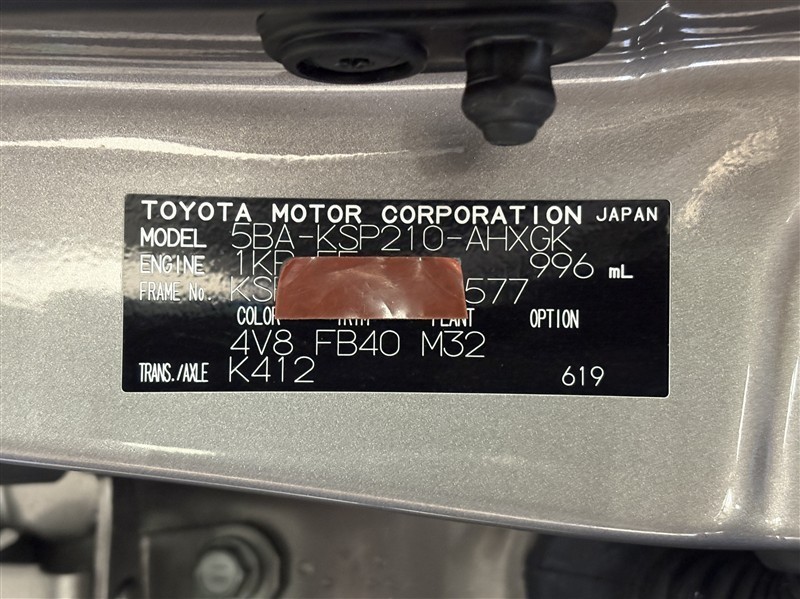 TOYOTA MOTOR CORPORATION JAPAN
MODEL 5BA-KSP210-AHXGK
ENGINE 996 mL
FRAME No. 577
COLOR TRIM PLANT OPTION
4V8 FB40 M32
TRANS./AXLE K412 619